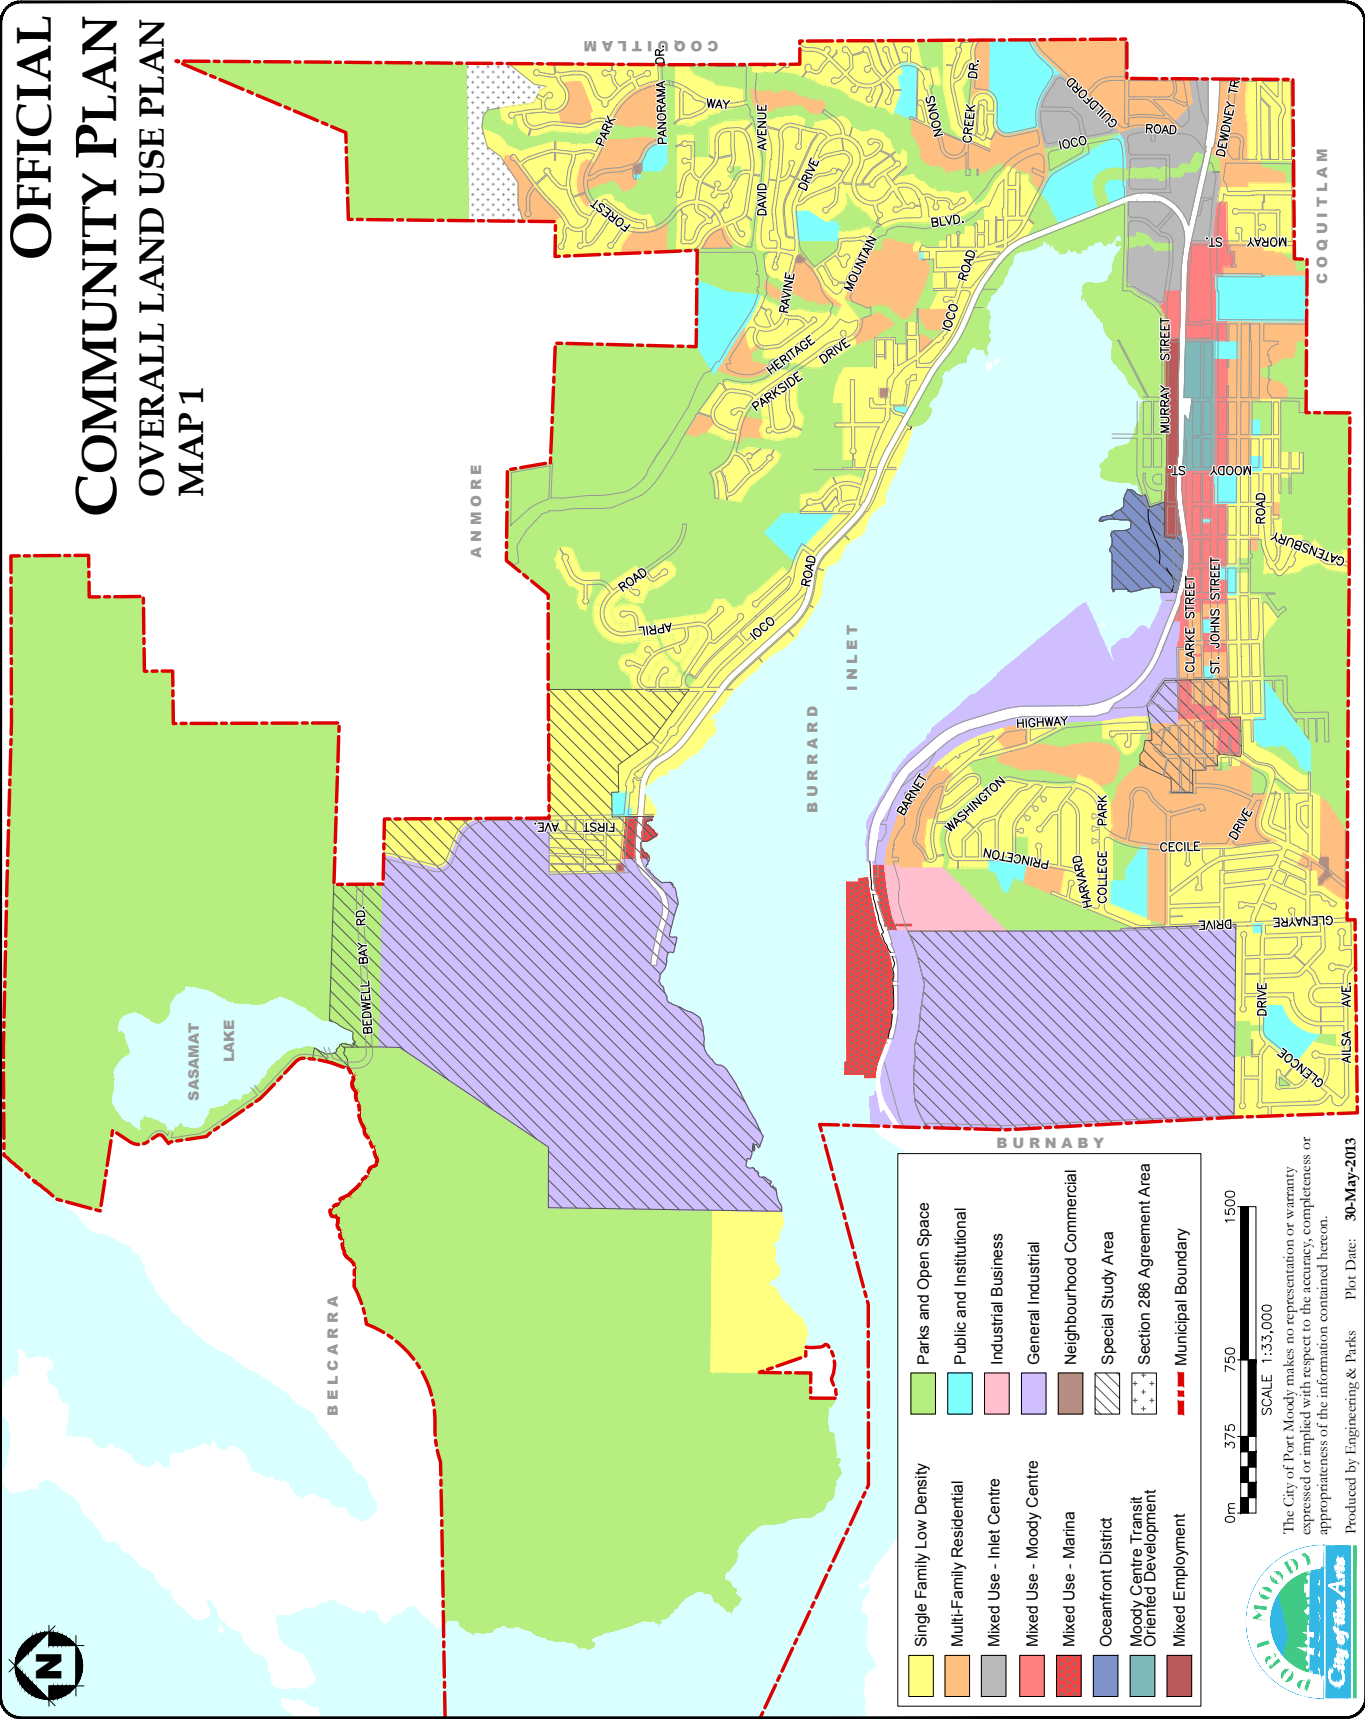 OFFICIAL
COMMUNITY PLAN
OVERALL LAND USE PLAN
MAP 1
N
COQUITLAM
COQUITLAM
ANMORE
BELCARRA
BURNABY
SASAMAT
LAKE
BURRARD
INLET
BEDWELL BAY RD.
FIRST AVE.
APRIL ROAD
IOCO ROAD
PARKSIDE DRIVE
HERITAGE
RAVINE
MOUNTAIN
BLVD.
IOCO ROAD
DAVID AVENUE
DRIVE
FOREST
PARK
WAY
PANORAMA DR.
NOONS
CREEK DR.
GUILDFORD
IOCO ROAD
DEWDNEY TR.
MORAY ST.
MURRAY STREET
MOODY ST.
ROAD
GATENSBURY
CLARKE STREET
ST. JOHNS STREET
HIGHWAY
BARNET
WASHINGTON
PRINCETON
HARVARD
COLLEGE PARK
CECILE DRIVE
GLENAYRE
DRIVE
GLENCOE DRIVE
AILSA AVE.
Single Family Low Density
Multi-Family Residential
Mixed Use - Inlet Centre
Mixed Use - Moody Centre
Mixed Use - Marina
Oceanfront District
Moody Centre Transit
Oriented Development
Mixed Employment
Parks and Open Space
Public and Institutional
Industrial Business
General Industrial
Neighbourhood Commercial
Special Study Area
Section 286 Agreement Area
Municipal Boundary
0m 375 750 1500
SCALE 1:33,000
The City of Port Moody makes no representation or warranty
expressed or implied with respect to the accuracy, completeness or
appropriateness of the information contained hereon.
Produced by Engineering & Parks Plot Date: 30-May-2013
PORT MOODY
City of the Arts